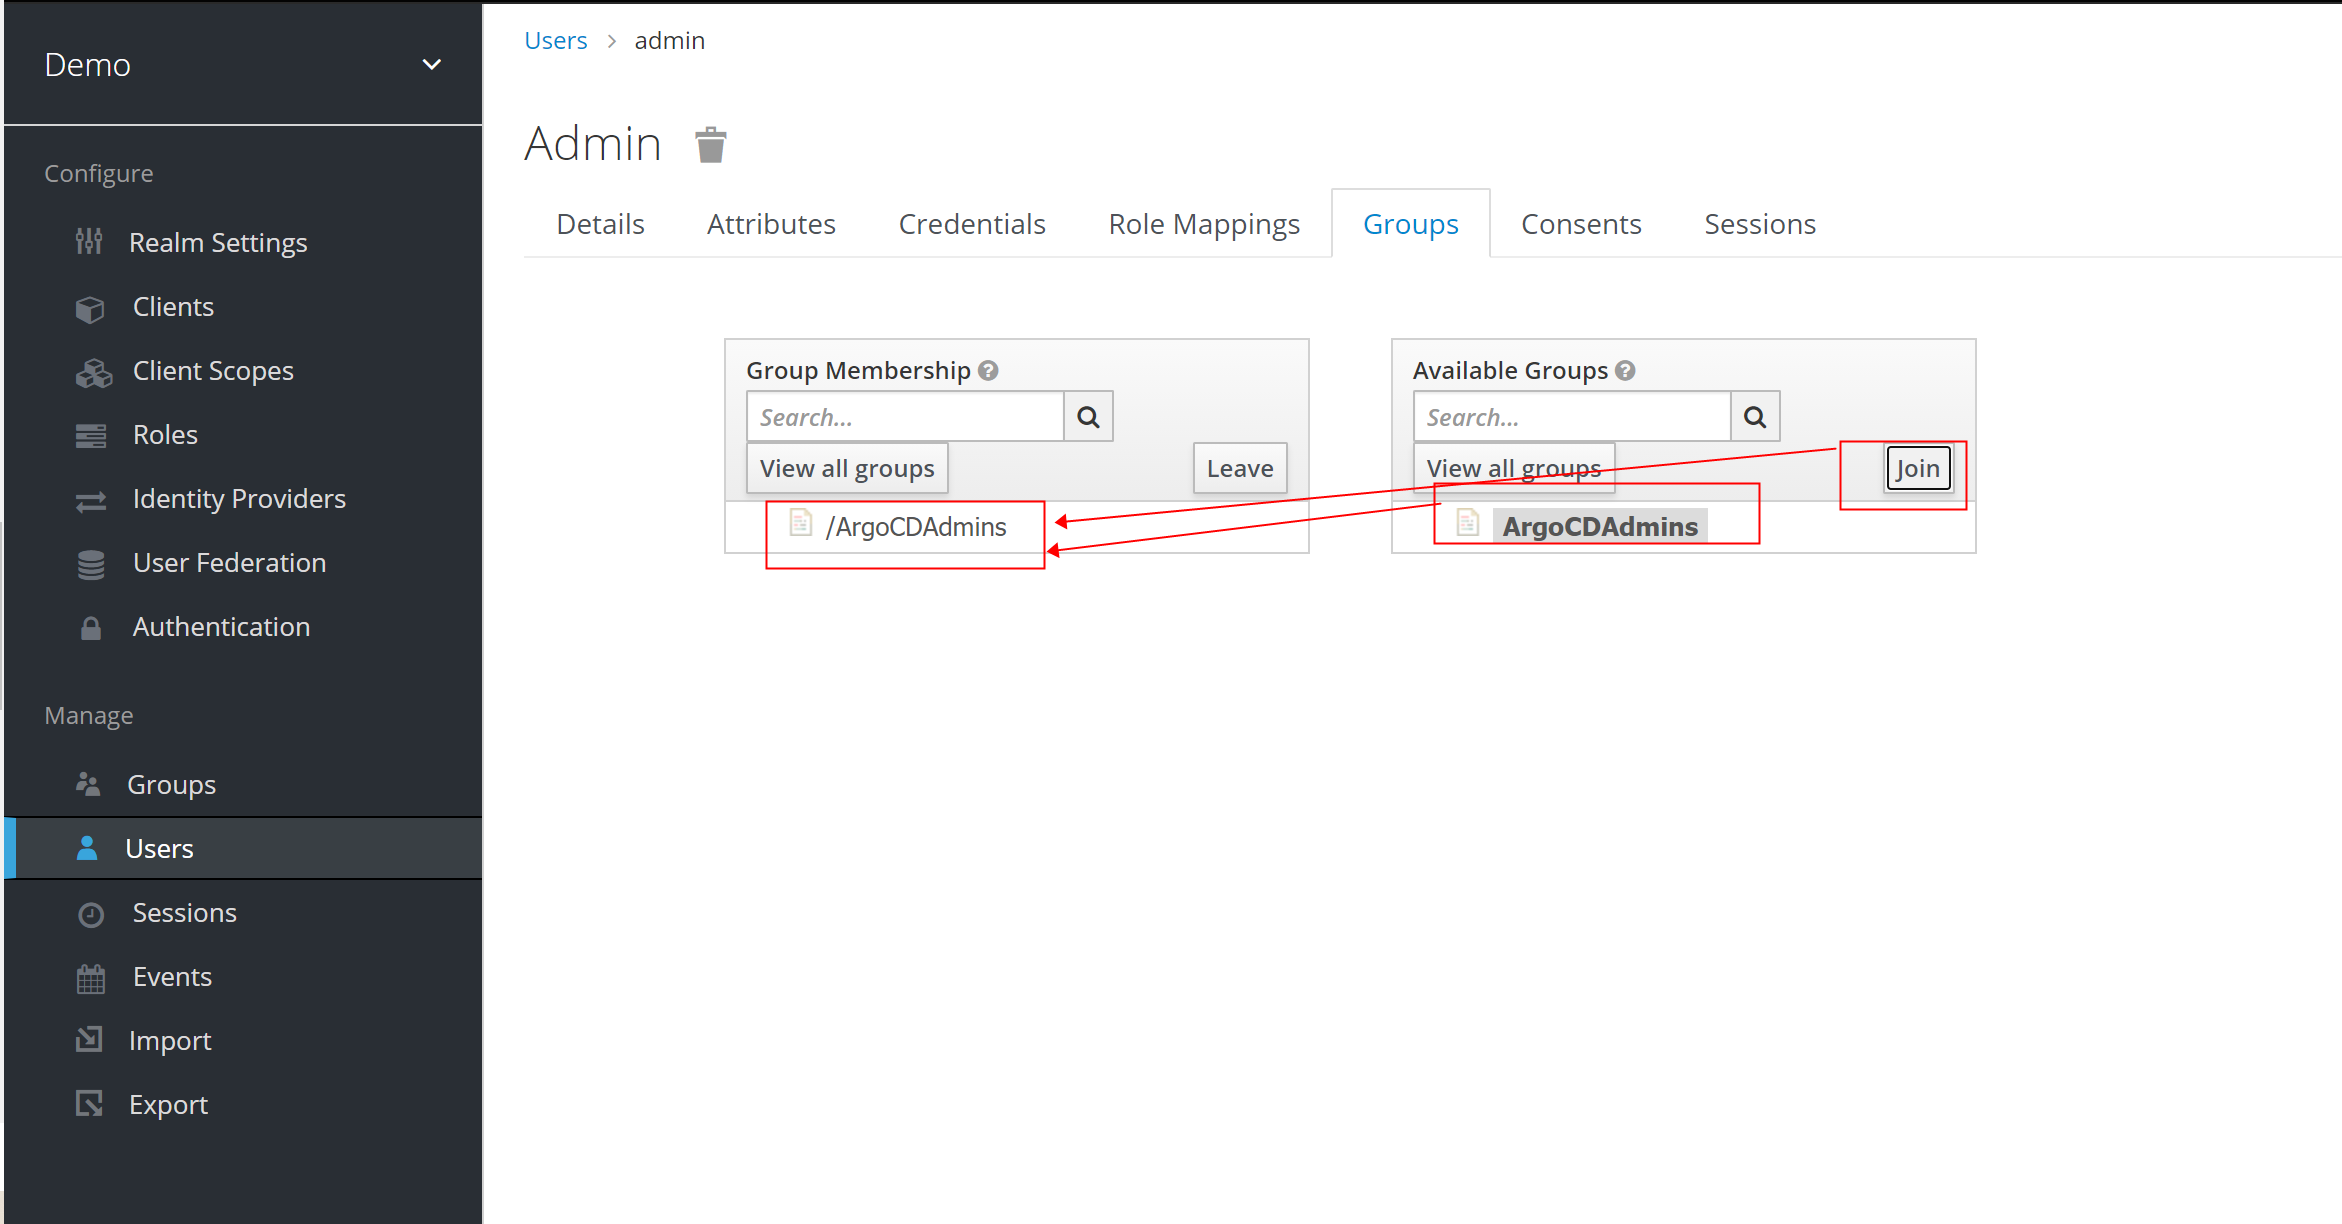 Demo
Configure
Realm Settings
Clients
Client Scopes
Roles
Identity Providers
User Federation
Authentication
Manage
Groups
Users
Sessions
Events
Import
Export
Users > admin
Admin
Details Attributes Credentials Role Mappings Groups Consents Sessions
Group Membership
Search...
View all groups Leave
/ArgoCDAdmins
Available Groups
Search...
View all groups Join
ArgoCDAdmins